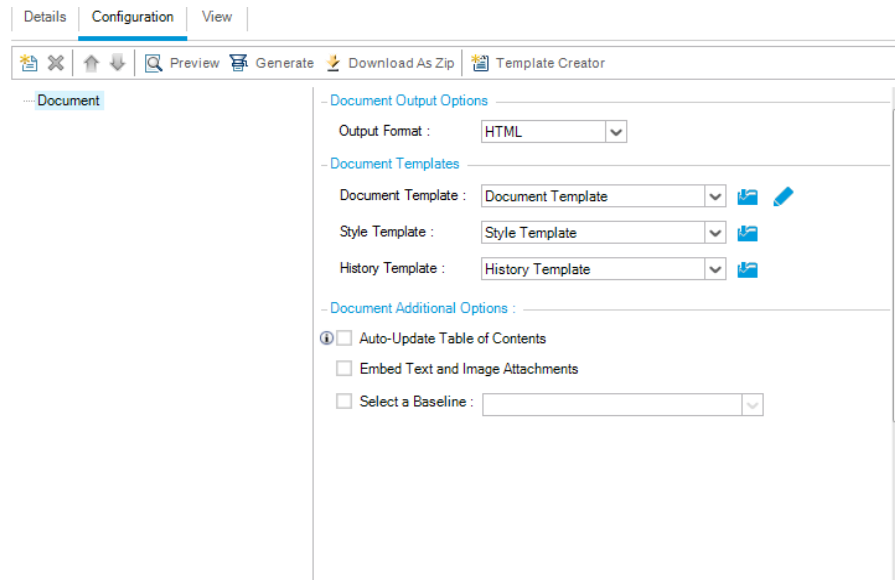 Details Configuration View
Preview Generate Download As Zip Template Creator
Document
Document Output Options
Output Format : HTML
Document Templates
Document Template : Document Template
Style Template : Style Template
History Template : History Template
Document Additional Options :
Auto-Update Table of Contents
Embed Text and Image Attachments
Select a Baseline :